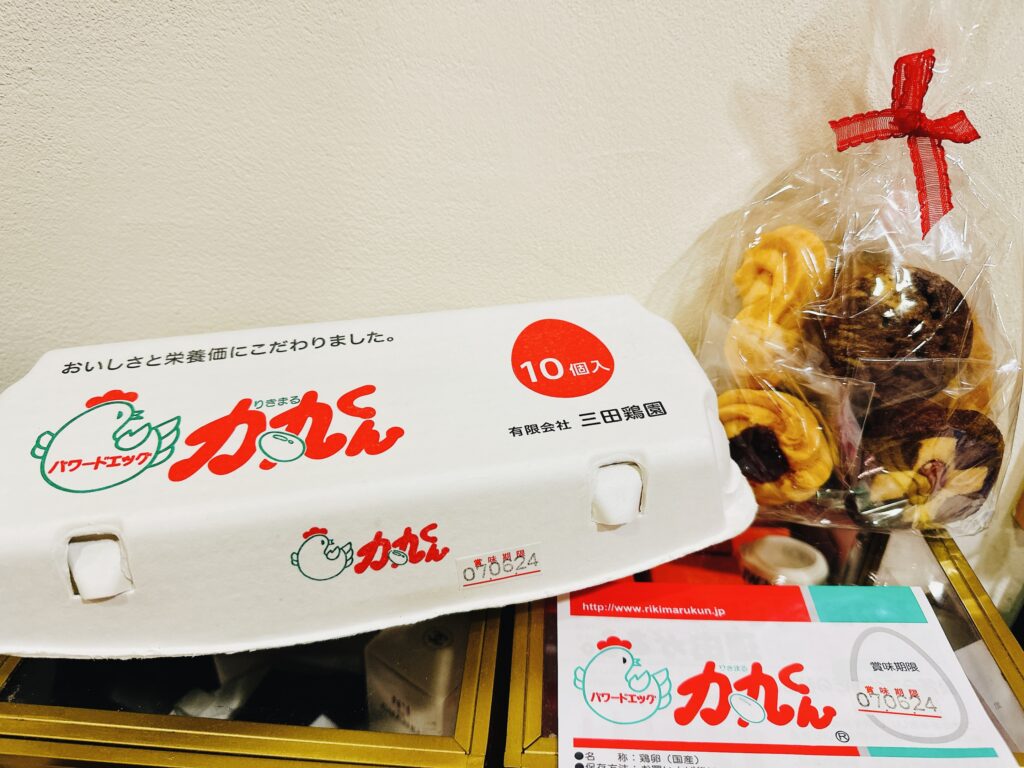 おいしさと栄養価にこだわりました。
10個入
りきまる
パワードエッグ
力丸くん
有限会社 三田鶏園
力丸くん
賞味期限
070624
http://www.rikimarukun.jp
りきまる
パワードエッグ
力丸くん
®
賞味期限
賞味期限
070624
●名 称:鶏卵(国産)
●保存方法: